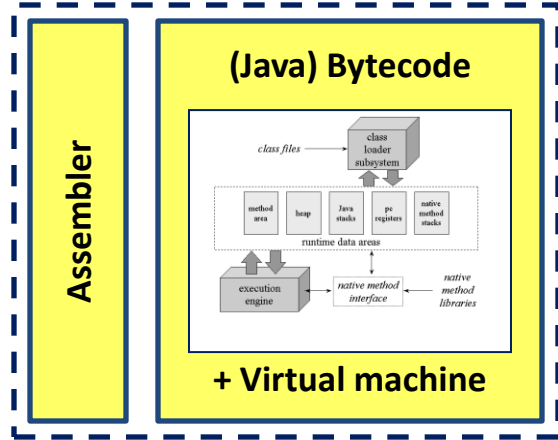 Assembler
(Java) Bytecode
class
loader
subsystem
class files
method
area
heap
Java
stacks
pc
registers
native
method
stacks
runtime data areas
execution
engine
native method
interface
native
method
libraries
+ Virtual machine